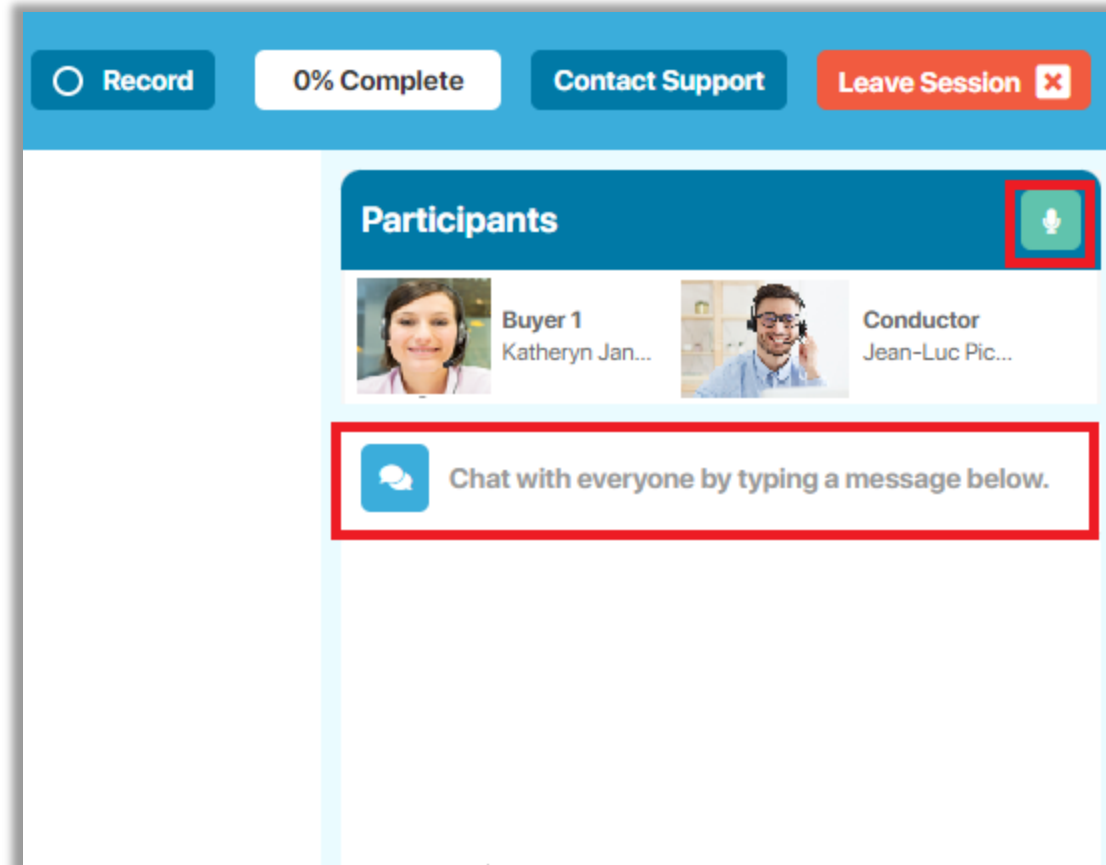 Record
0% Complete
Contact Support
Leave Session
Participants
Buyer 1
Katheryn Jan...
Conductor
Jean-Luc Pic...
Chat with everyone by typing a message below.